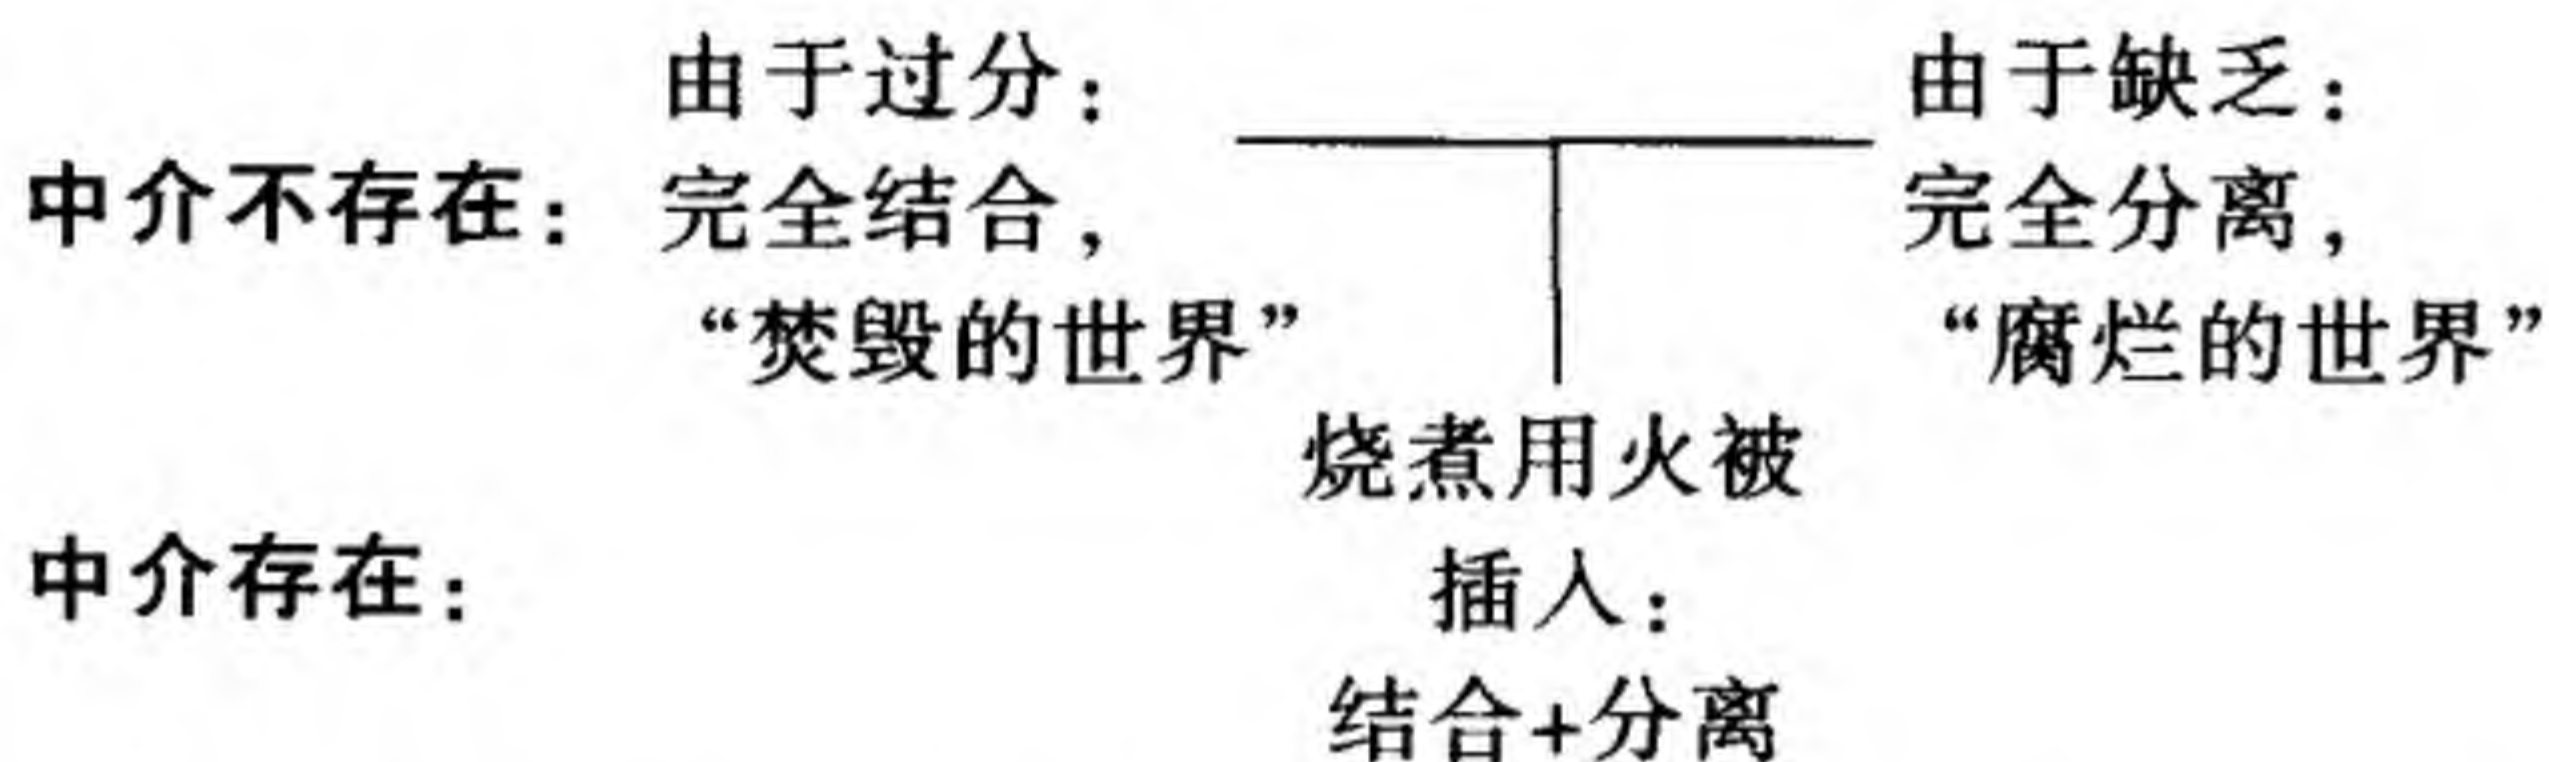 由于过分： 由于缺乏：
中介不存在： 完全结合， 完全分离，
“焚毁的世界” “腐烂的世界”
烧煮用火被
插入：
中介存在：
结合+分离